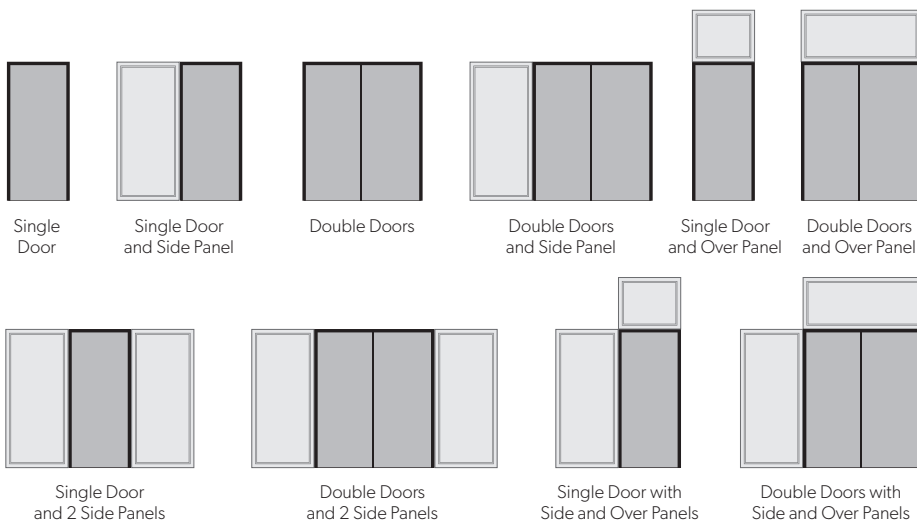 Single
Door
Single Door
and Side Panel
Double Doors
Double Doors
and Side Panel
Single Door
and Over Panel
Double Doors
and Over Panel
Single Door
and 2 Side Panels
Double Doors
and 2 Side Panels
Single Door with
Side and Over Panels
Double Doors with
Side and Over Panels